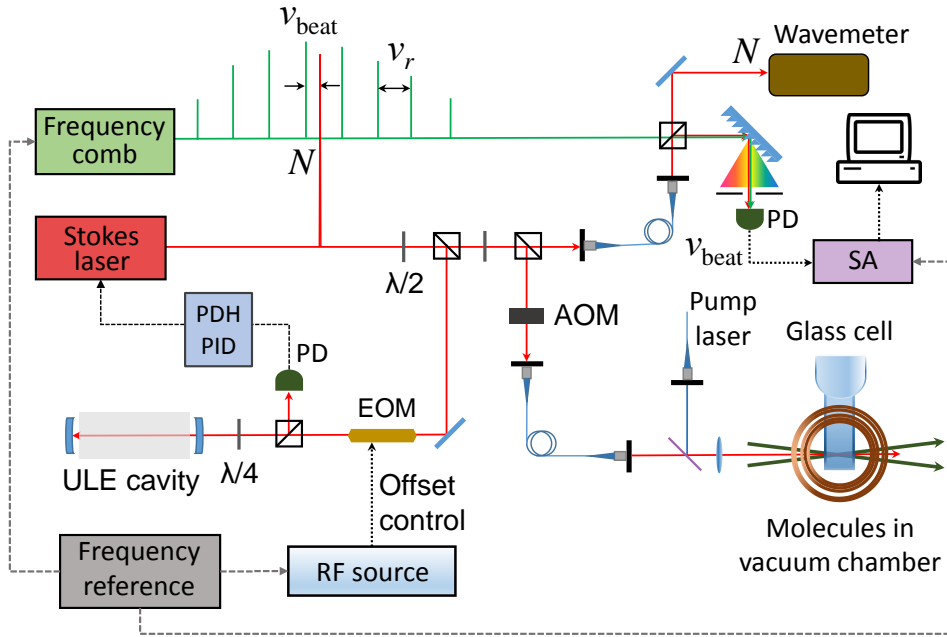 ν_beat
ν_r
N
Wavemeter
Frequency
comb
N
PD
ν_beat
SA
Stokes
laser
λ/2
AOM
Pump
laser
Glass cell
PDH
PID
PD
EOM
ULE cavity
λ/4
Offset
control
Molecules in
vacuum chamber
Frequency
reference
RF source